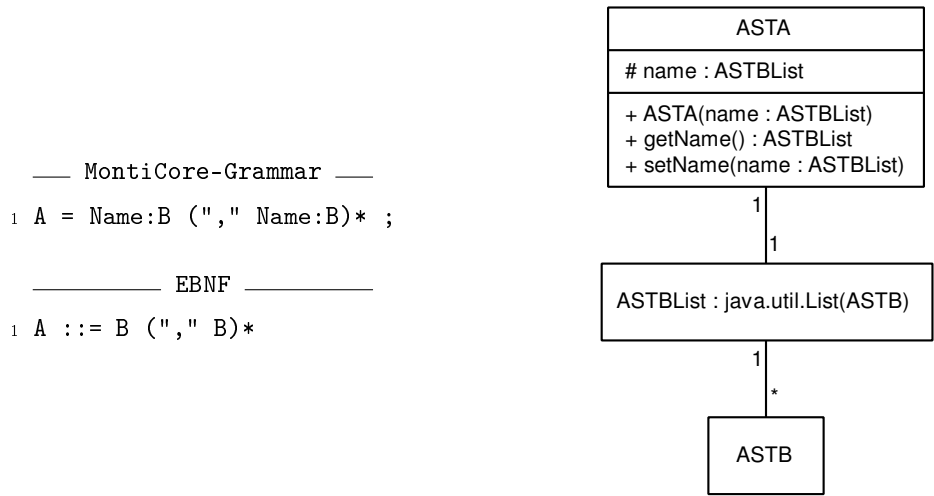 MontiCore-Grammar
1 A = Name:B ("," Name:B)* ;
EBNF
1 A ::= B ("," B)*
ASTA
# name : ASTBList
+ ASTA(name : ASTBList)
+ getName() : ASTBList
+ setName(name : ASTBList)
1
1
ASTBList : java.util.List(ASTB)
1
*
ASTB